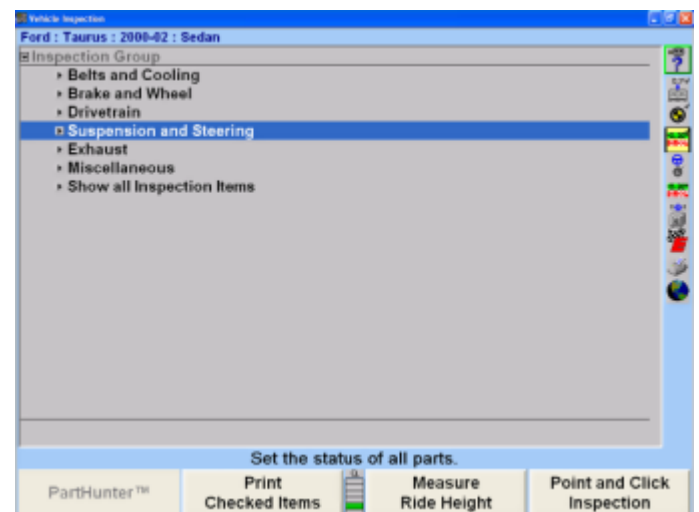 Vehicle Inspection
Ford : Taurus : 2000-02 : Sedan
Inspection Group
Belts and Cooling
Brake and Wheel
Drivetrain
Suspension and Steering
Exhaust
Miscellaneous
Show all Inspection Items
Set the status of all parts.
PartHunter™
Print
Checked Items
Measure
Ride Height
Point and Click
Inspection